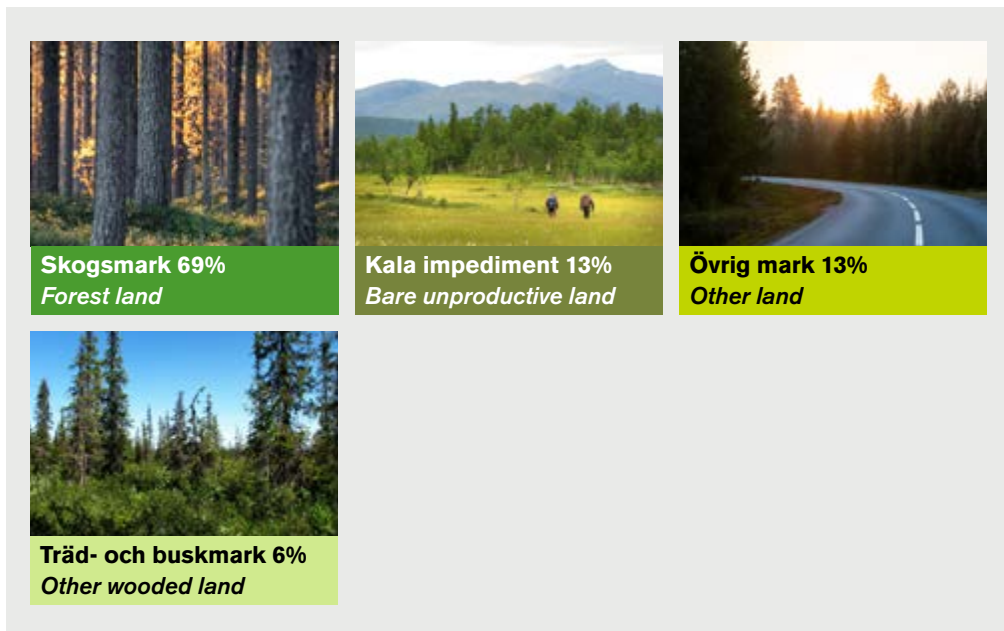 Skogsmark 69%
Forest land
Kala impediment 13%
Bare unproductive land
Övrig mark 13%
Other land
Träd- och buskmark 6%
Other wooded land